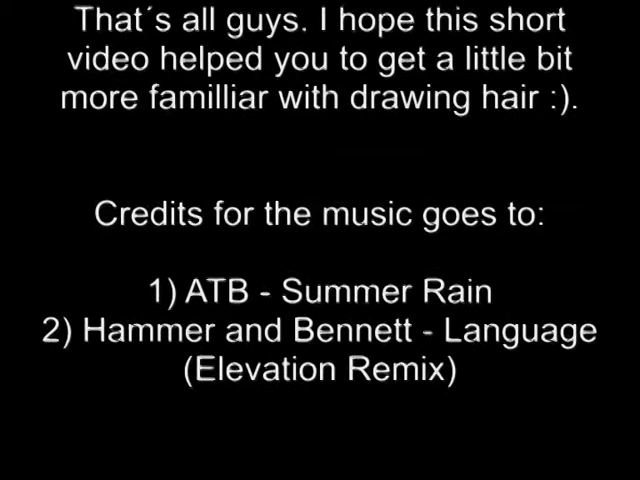 That´s all guys. I hope this short
video helped you to get a little bit
more familliar with drawing hair :).
Credits for the music goes to:
1) ATB - Summer Rain
2) Hammer and Bennett - Language
(Elevation Remix)